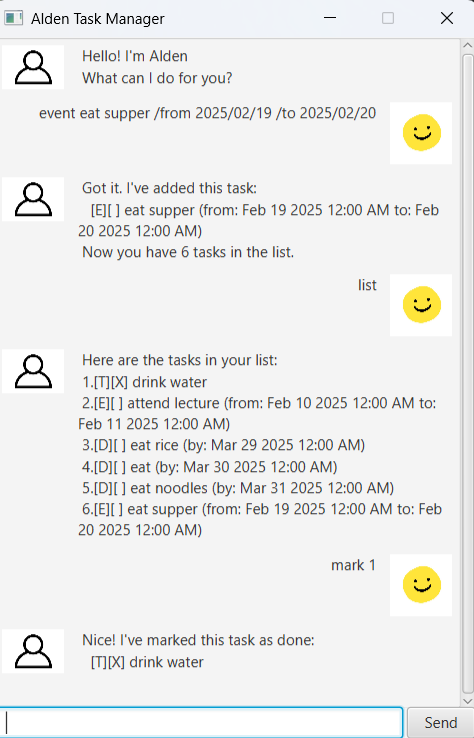 Alden Task Manager
Hello! I'm Alden
What can I do for you?
event eat supper /from 2025/02/19 /to 2025/02/20
Got it. I've added this task:
[E][ ] eat supper (from: Feb 19 2025 12:00 AM to: Feb
20 2025 12:00 AM)
Now you have 6 tasks in the list.
list
Here are the tasks in your list:
1.[T][X] drink water
2.[E][ ] attend lecture (from: Feb 10 2025 12:00 AM to:
Feb 11 2025 12:00 AM)
3.[D][ ] eat rice (by: Mar 29 2025 12:00 AM)
4.[D][ ] eat (by: Mar 30 2025 12:00 AM)
5.[D][ ] eat noodles (by: Mar 31 2025 12:00 AM)
6.[E][ ] eat supper (from: Feb 19 2025 12:00 AM to: Feb
20 2025 12:00 AM)
mark 1
Nice! I've marked this task as done:
[T][X] drink water
Send